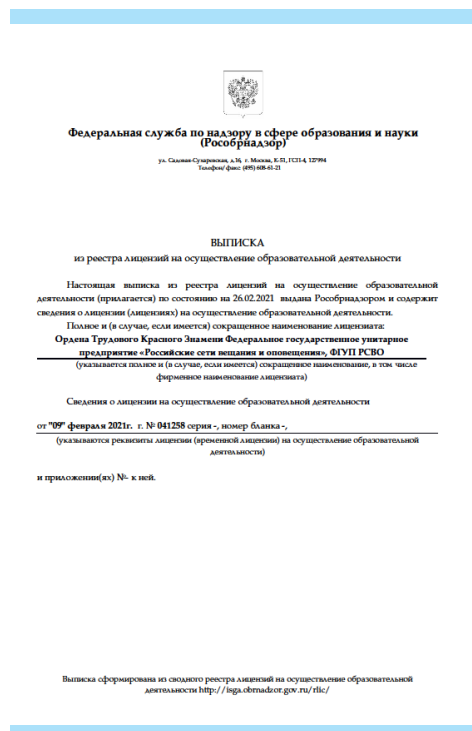 Федеральная служба по надзору в сфере образования и науки
(Рособрнадзор)
ул. Садовая-Сухаревская, д.16, г. Москва, К-51, ГСП-4, 127994
Телефон/факс: (495) 608-61-21
ВЫПИСКА
из реестра лицензий на осуществление образовательной деятельности
Настоящая выписка из реестра лицензий на осуществление образовательной
деятельности (прилагается) по состоянию на 26.02.2021 выдана Рособрнадзором и содержит
сведения о лицензии (лицензиях) на осуществление образовательной деятельности.
Полное и (в случае, если имеется) сокращенное наименование лицензиата:
Ордена Трудового Красного Знамени Федеральное государственное унитарное
предприятие «Российские сети вещания и оповещения», ФГУП РСВО
(указывается полное и (в случае, если имеется) сокращенное наименование, в том числе
фирменное наименование лицензиата)
Сведения о лицензии на осуществление образовательной деятельности
от "09" февраля 2021г. г. № 041258 серия -, номер бланка -,
(указываются реквизиты лицензии (временной лицензии) на осуществление образовательной
деятельности)
и приложении(ях) №- к ней.
Выписка сформирована из сводного реестра лицензий на осуществление образовательной
деятельности http://isga.obrnadzor.gov.ru/rlic/